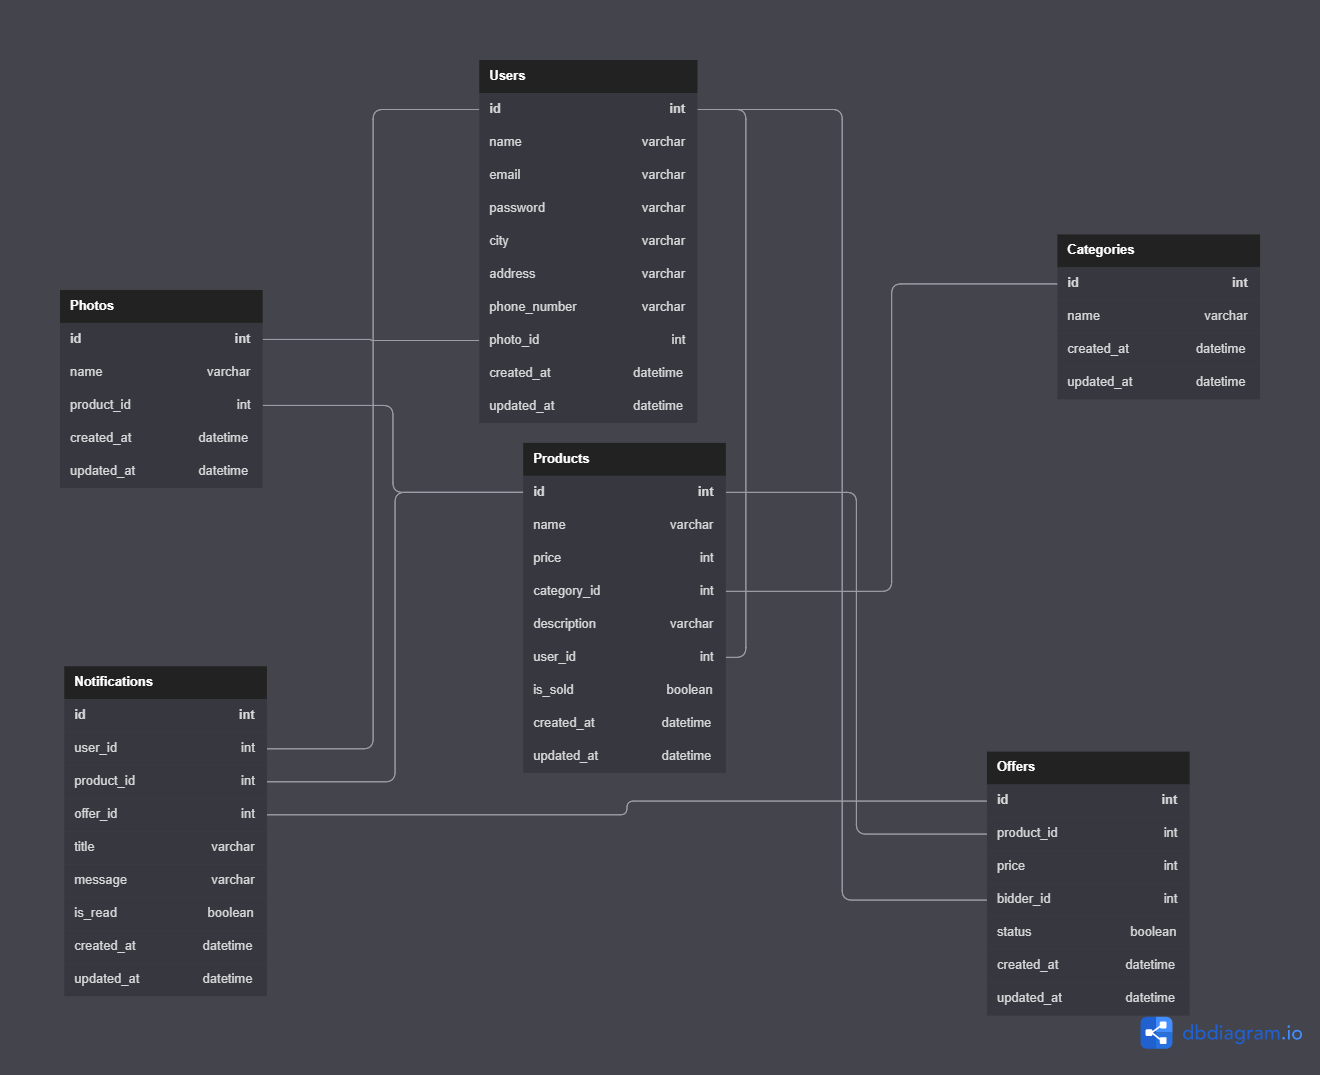 Users
id int
name varchar
email varchar
password varchar
city varchar
address varchar
phone_number varchar
photo_id int
created_at datetime
updated_at datetime
Categories
id int
name varchar
created_at datetime
updated_at datetime
Photos
id int
name varchar
product_id int
created_at datetime
updated_at datetime
Products
id int
name varchar
price int
category_id int
description varchar
user_id int
is_sold boolean
created_at datetime
updated_at datetime
Notifications
id int
user_id int
product_id int
offer_id int
title varchar
message varchar
is_read boolean
created_at datetime
updated_at datetime
Offers
id int
product_id int
price int
bidder_id int
status boolean
created_at datetime
updated_at datetime
dbdiagram.io